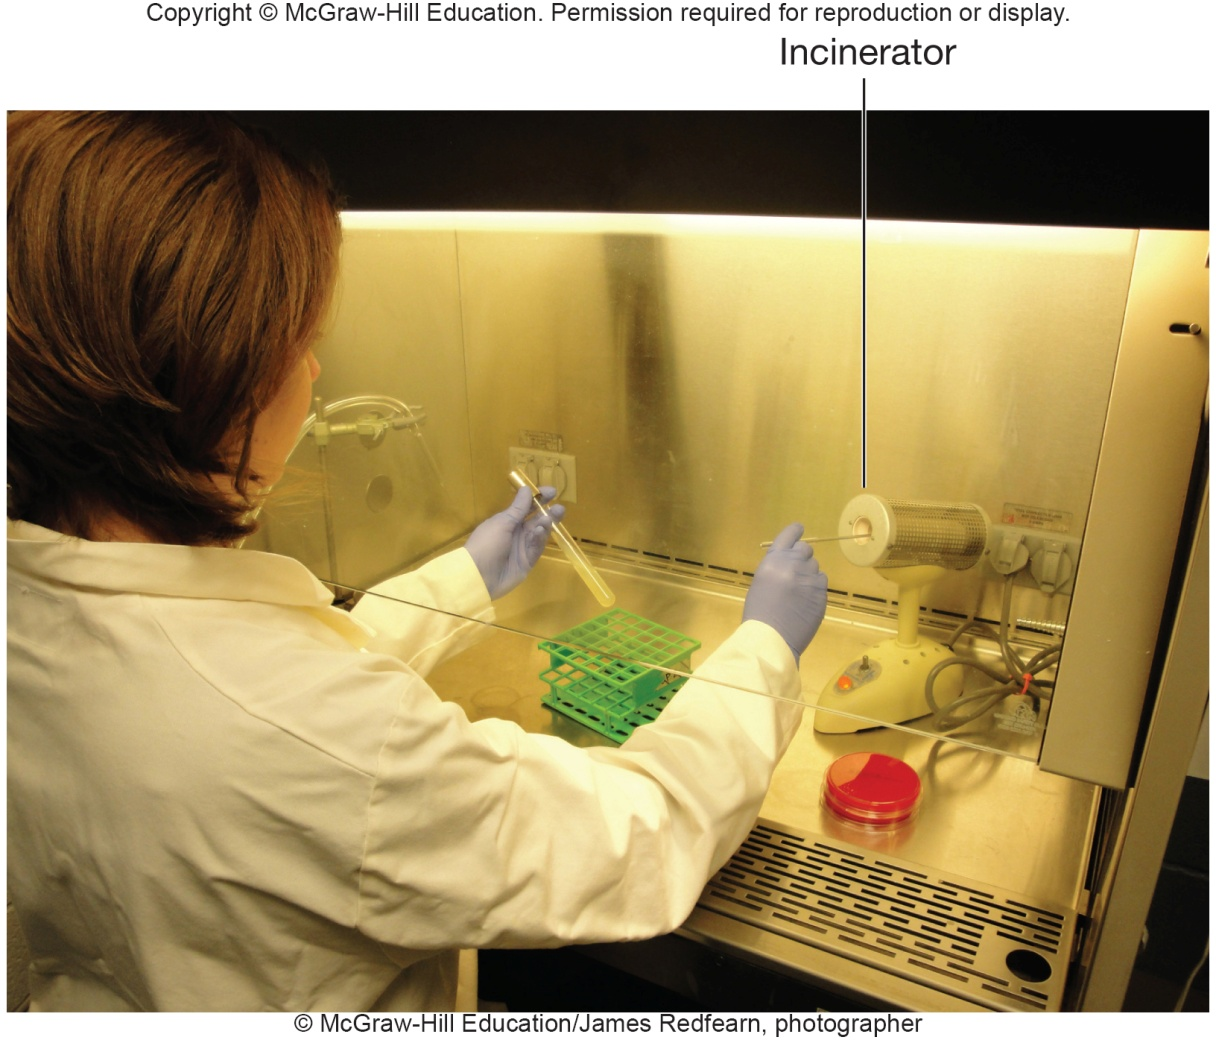 Copyright © McGraw-Hill Education. Permission required for reproduction or display.
Incinerator
© McGraw-Hill Education/James Redfearn, photographer